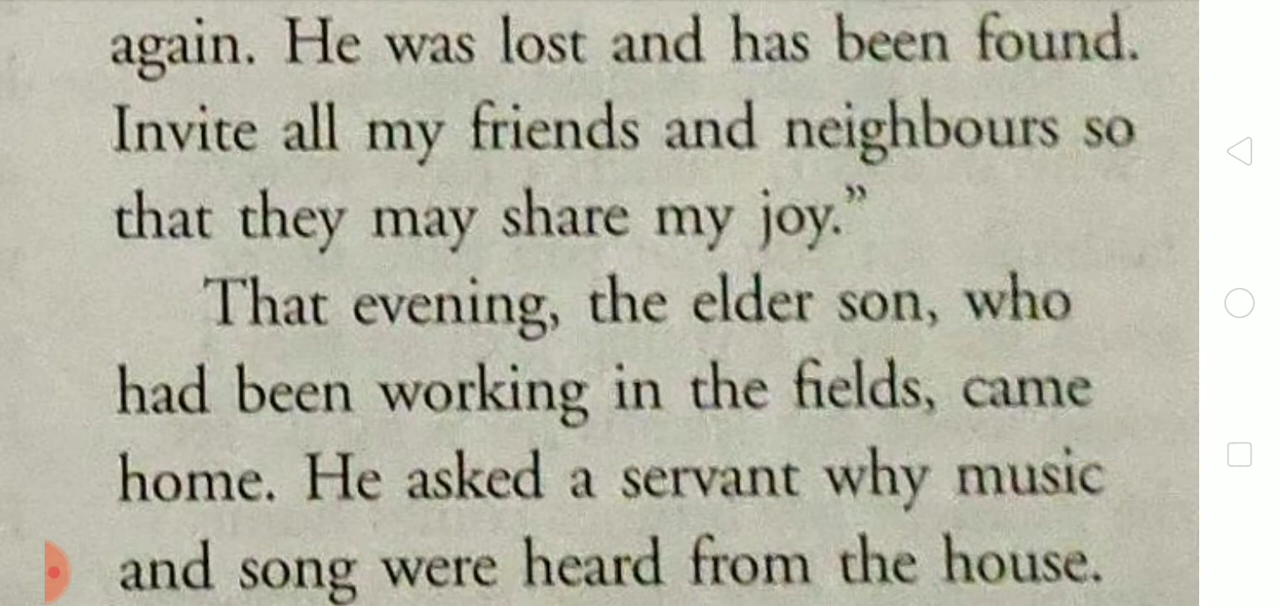 again. He was lost and has been found.
Invite all my friends and neighbours so
that they may share my joy.”
That evening, the elder son, who
had been working in the fields, came
home. He asked a servant why music
and song were heard from the house.